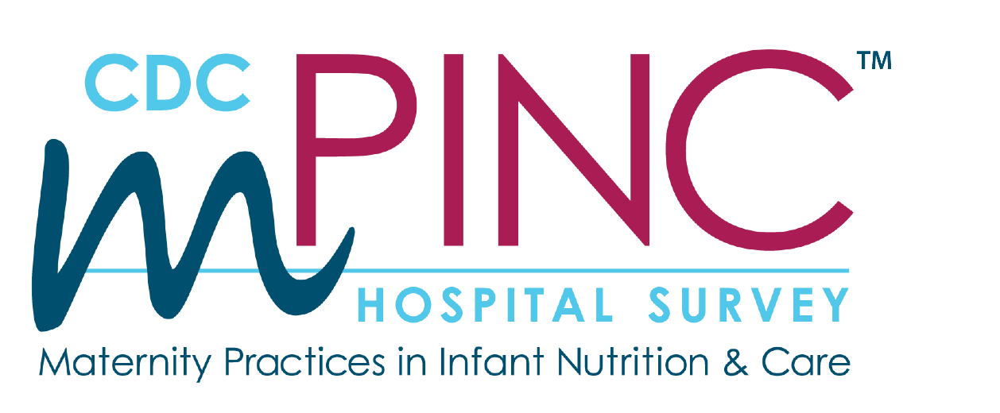 CDC
mPINC™
HOSPITAL SURVEY
Maternity Practices in Infant Nutrition & Care